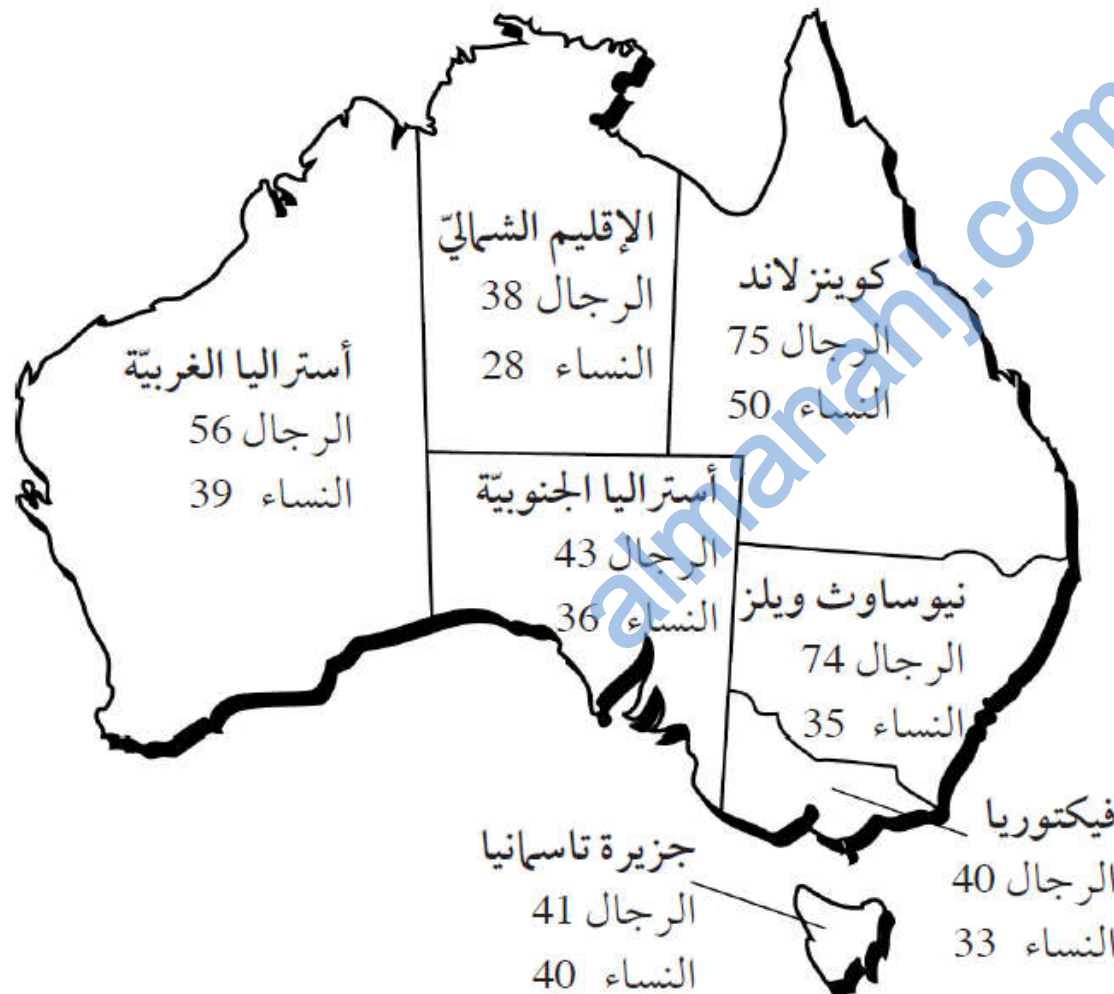 الإقليم الشماليّ
الرجال 38
النساء 28
كوينزلاند
الرجال 75
النساء 50
أستراليا الغربيّة
الرجال 56
النساء 39
أستراليا الجنوبيّة
الرجال 43
النساء 36
نيوساوث ويلز
الرجال 74
النساء 35
فيكتوريا
الرجال 40
النساء 33
جزيرة تاسمانيا
الرجال 41
النساء 40
almanahj.com